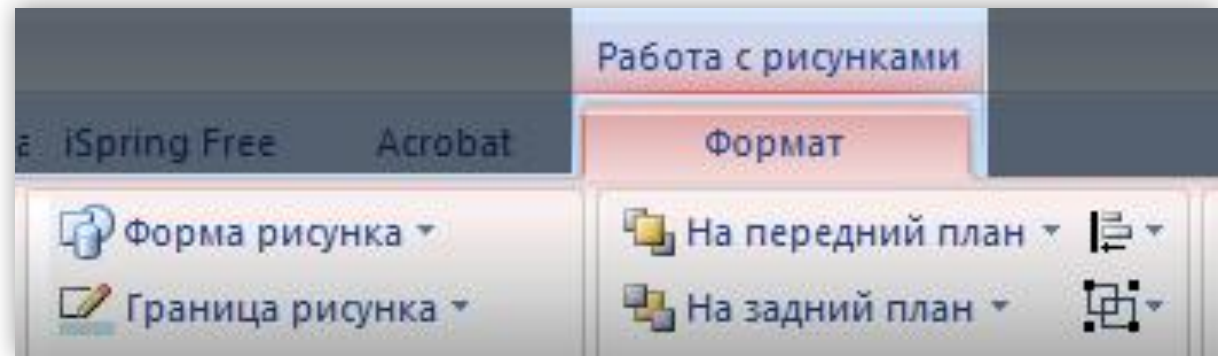 Работа с рисунками
iSpring Free Acrobat Формат
Форма рисунка На передний план
Граница рисунка На задний план